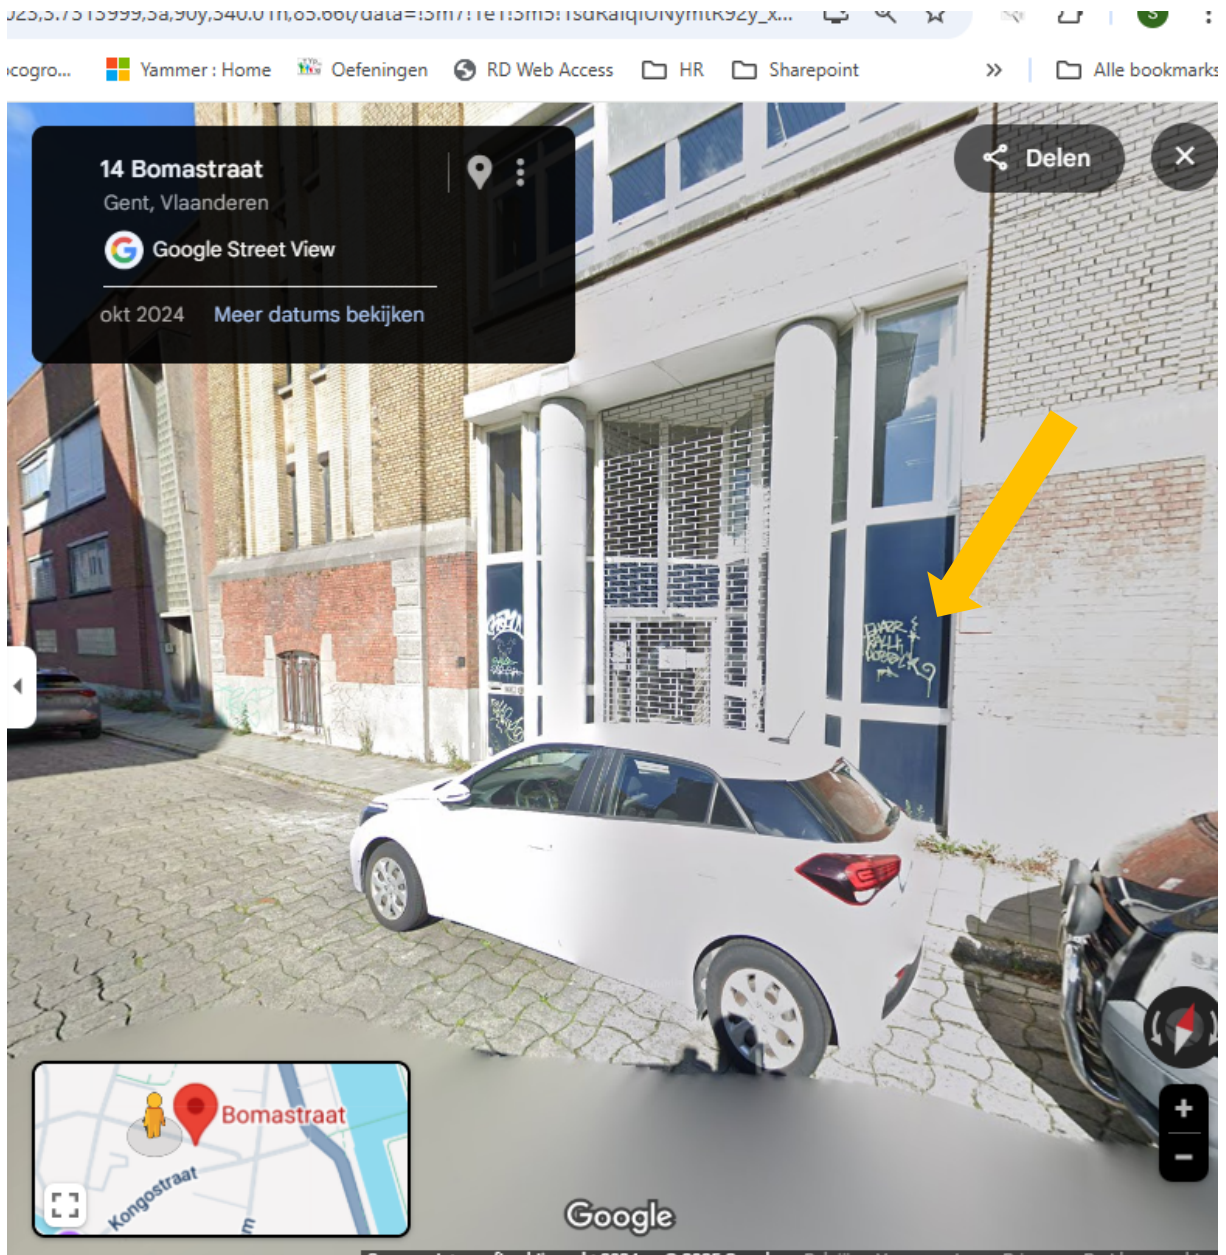 ocogro...
Yammer : Home
Oefeningen
RD Web Access
HR
Sharepoint
»
Alle bookmarks
14 Bomastraat
Gent, Vlaanderen
Google Street View
okt 2024 Meer datums bekijken
Delen
Bomastraat
Kongostraat
Google